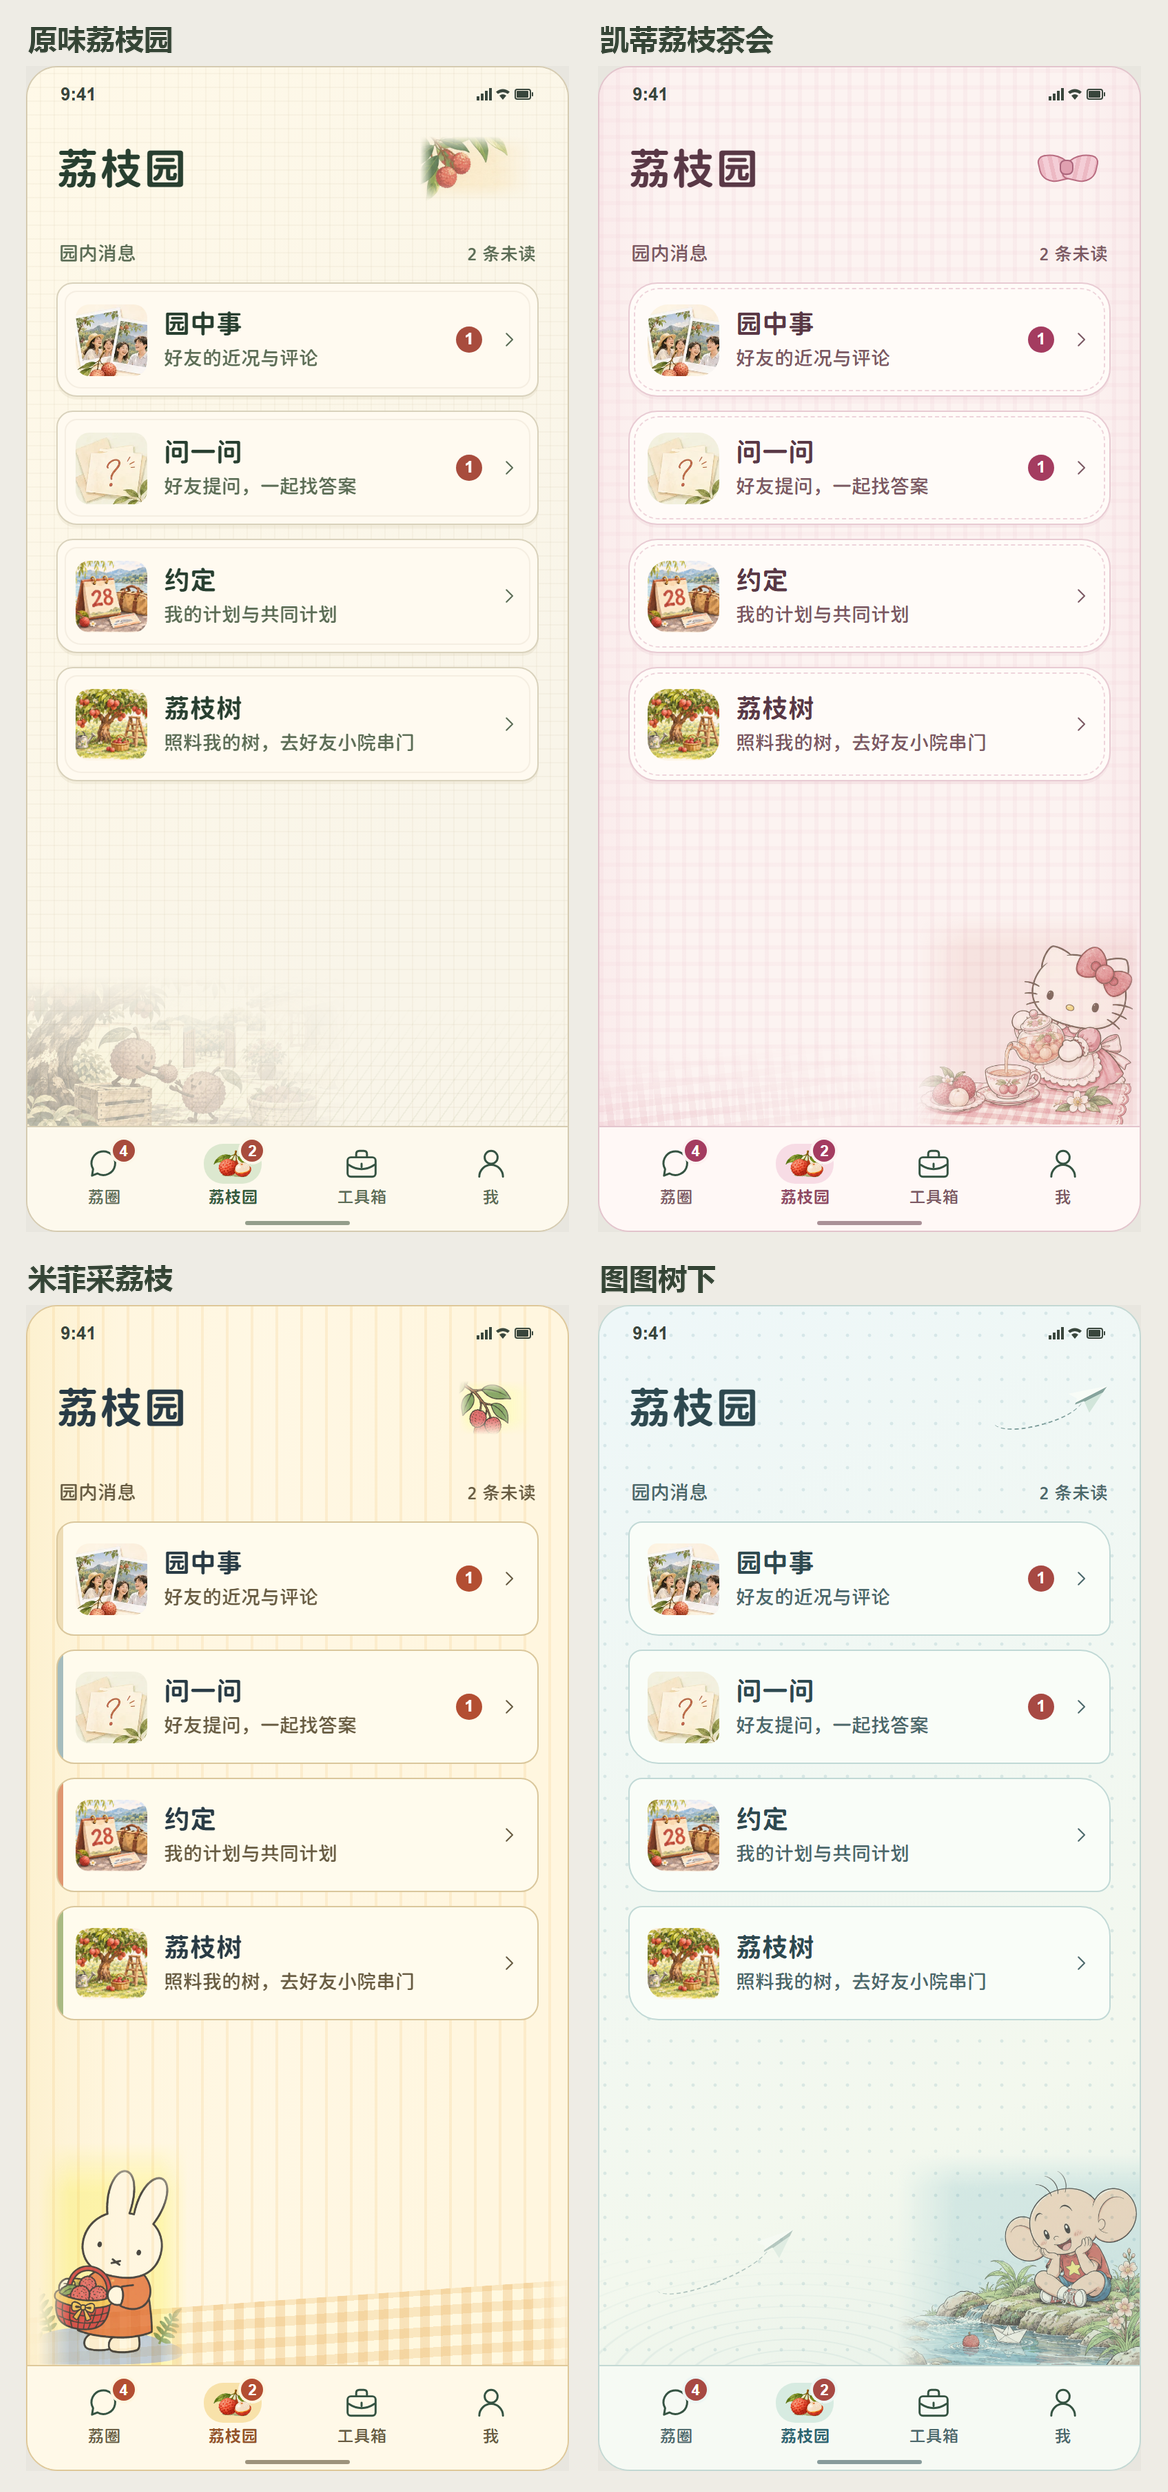 原味荔枝园
9:41
荔枝园
园内消息
2 条未读
园中事
好友的近况与评论
1
问一问
好友提问，一起找答案
1
约定
我的计划与共同计划
28
荔枝树
照料我的树，去好友小院串门
4
荔圈
2
荔枝园
工具箱
我
凯蒂荔枝茶会
9:41
荔枝园
园内消息
2 条未读
园中事
好友的近况与评论
1
问一问
好友提问，一起找答案
1
约定
我的计划与共同计划
28
荔枝树
照料我的树，去好友小院串门
4
荔圈
2
荔枝园
工具箱
我
米菲采荔枝
9:41
荔枝园
园内消息
2 条未读
园中事
好友的近况与评论
1
问一问
好友提问，一起找答案
1
约定
我的计划与共同计划
28
荔枝树
照料我的树，去好友小院串门
4
荔圈
2
荔枝园
工具箱
我
图图树下
9:41
荔枝园
园内消息
2 条未读
园中事
好友的近况与评论
1
问一问
好友提问，一起找答案
1
约定
我的计划与共同计划
28
荔枝树
照料我的树，去好友小院串门
4
荔圈
2
荔枝园
工具箱
我